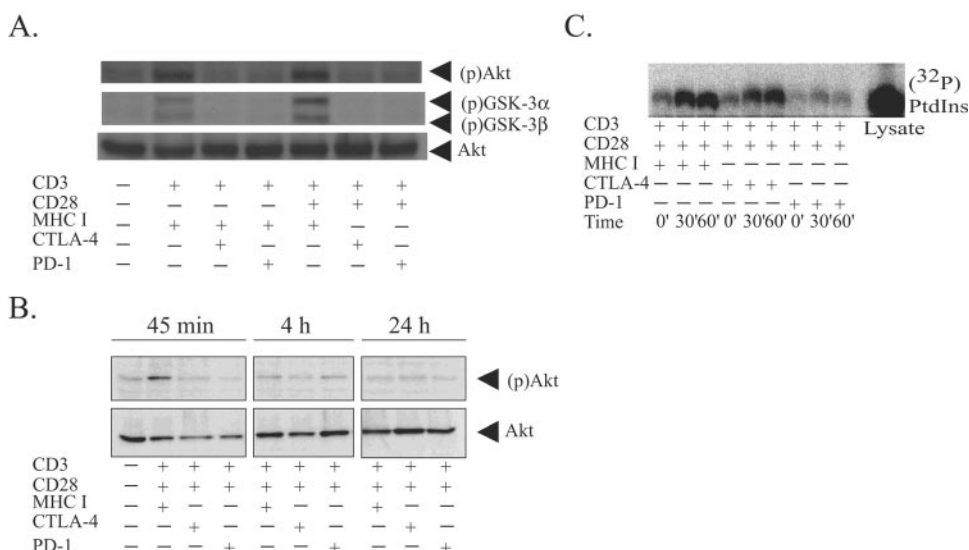 A.
(p)Akt
(p)GSK-3α
(p)GSK-3β
Akt
CD3 – + + + + + +
CD28 – – – – + + +
MHC I – + + + + – –
CTLA-4 – – + – – + –
PD-1 – – – + – – +
B.
45 min 4 h 24 h
(p)Akt
Akt
CD3 – + + + + + + + + +
CD28 – + + + + + + + + +
MHC I – + – – + – – + – –
CTLA-4 – – + – – + – – + –
PD-1 – – – + – – + – – +
C.
(³²P)
PtdIns
Lysate
CD3 + + + + + + + + +
CD28 + + + + + + + + +
MHC I + + + – – – – – –
CTLA-4 – – – + + + – – –
PD-1 – – – – – – + + +
Time 0' 30' 60' 0' 30' 60' 0' 30' 60'